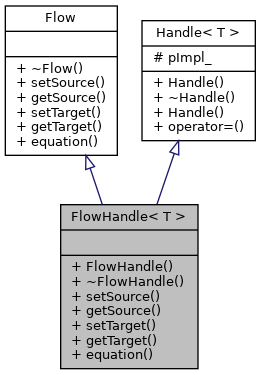 Flow
+ ~Flow()
+ setSource()
+ getSource()
+ setTarget()
+ getTarget()
+ equation()
Handle< T >
# pImpl_
+ Handle()
+ ~Handle()
+ Handle()
+ operator=()
FlowHandle< T >
+ FlowHandle()
+ ~FlowHandle()
+ setSource()
+ getSource()
+ setTarget()
+ getTarget()
+ equation()